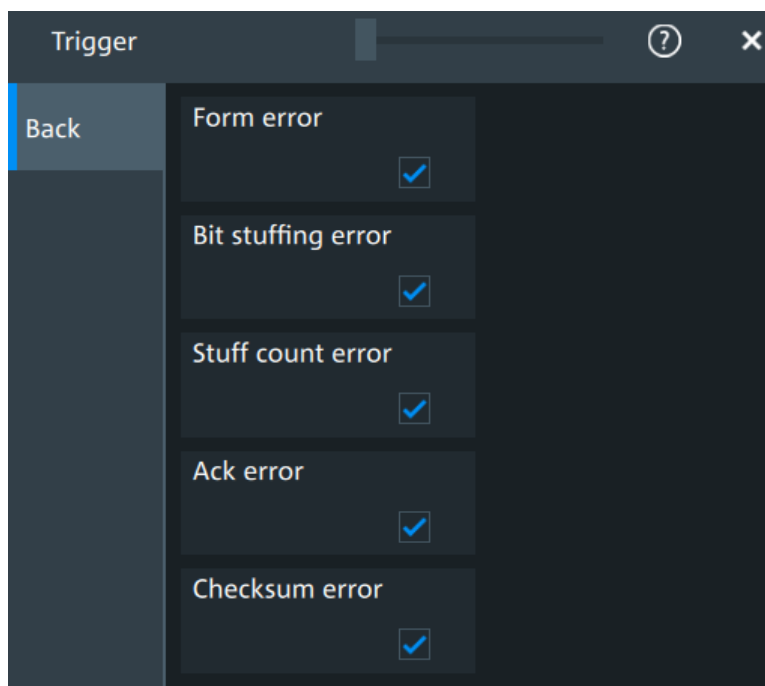 Trigger
?
Back
Form error
Bit stuffing error
Stuff count error
Ack error
Checksum error